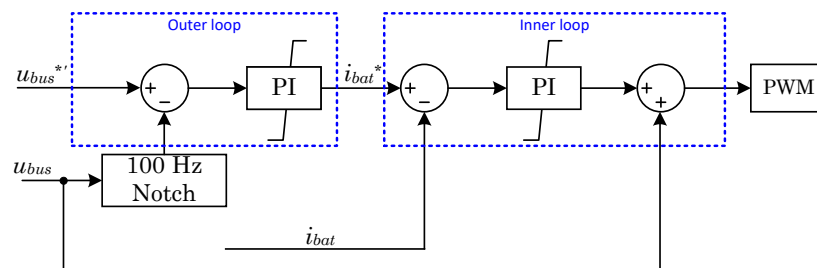 Outer loop
Inner loop
u_bus*'
+
−
PI
i_bat*
+
−
PI
+
+
PWM
u_bus
100 Hz
Notch
i_bat